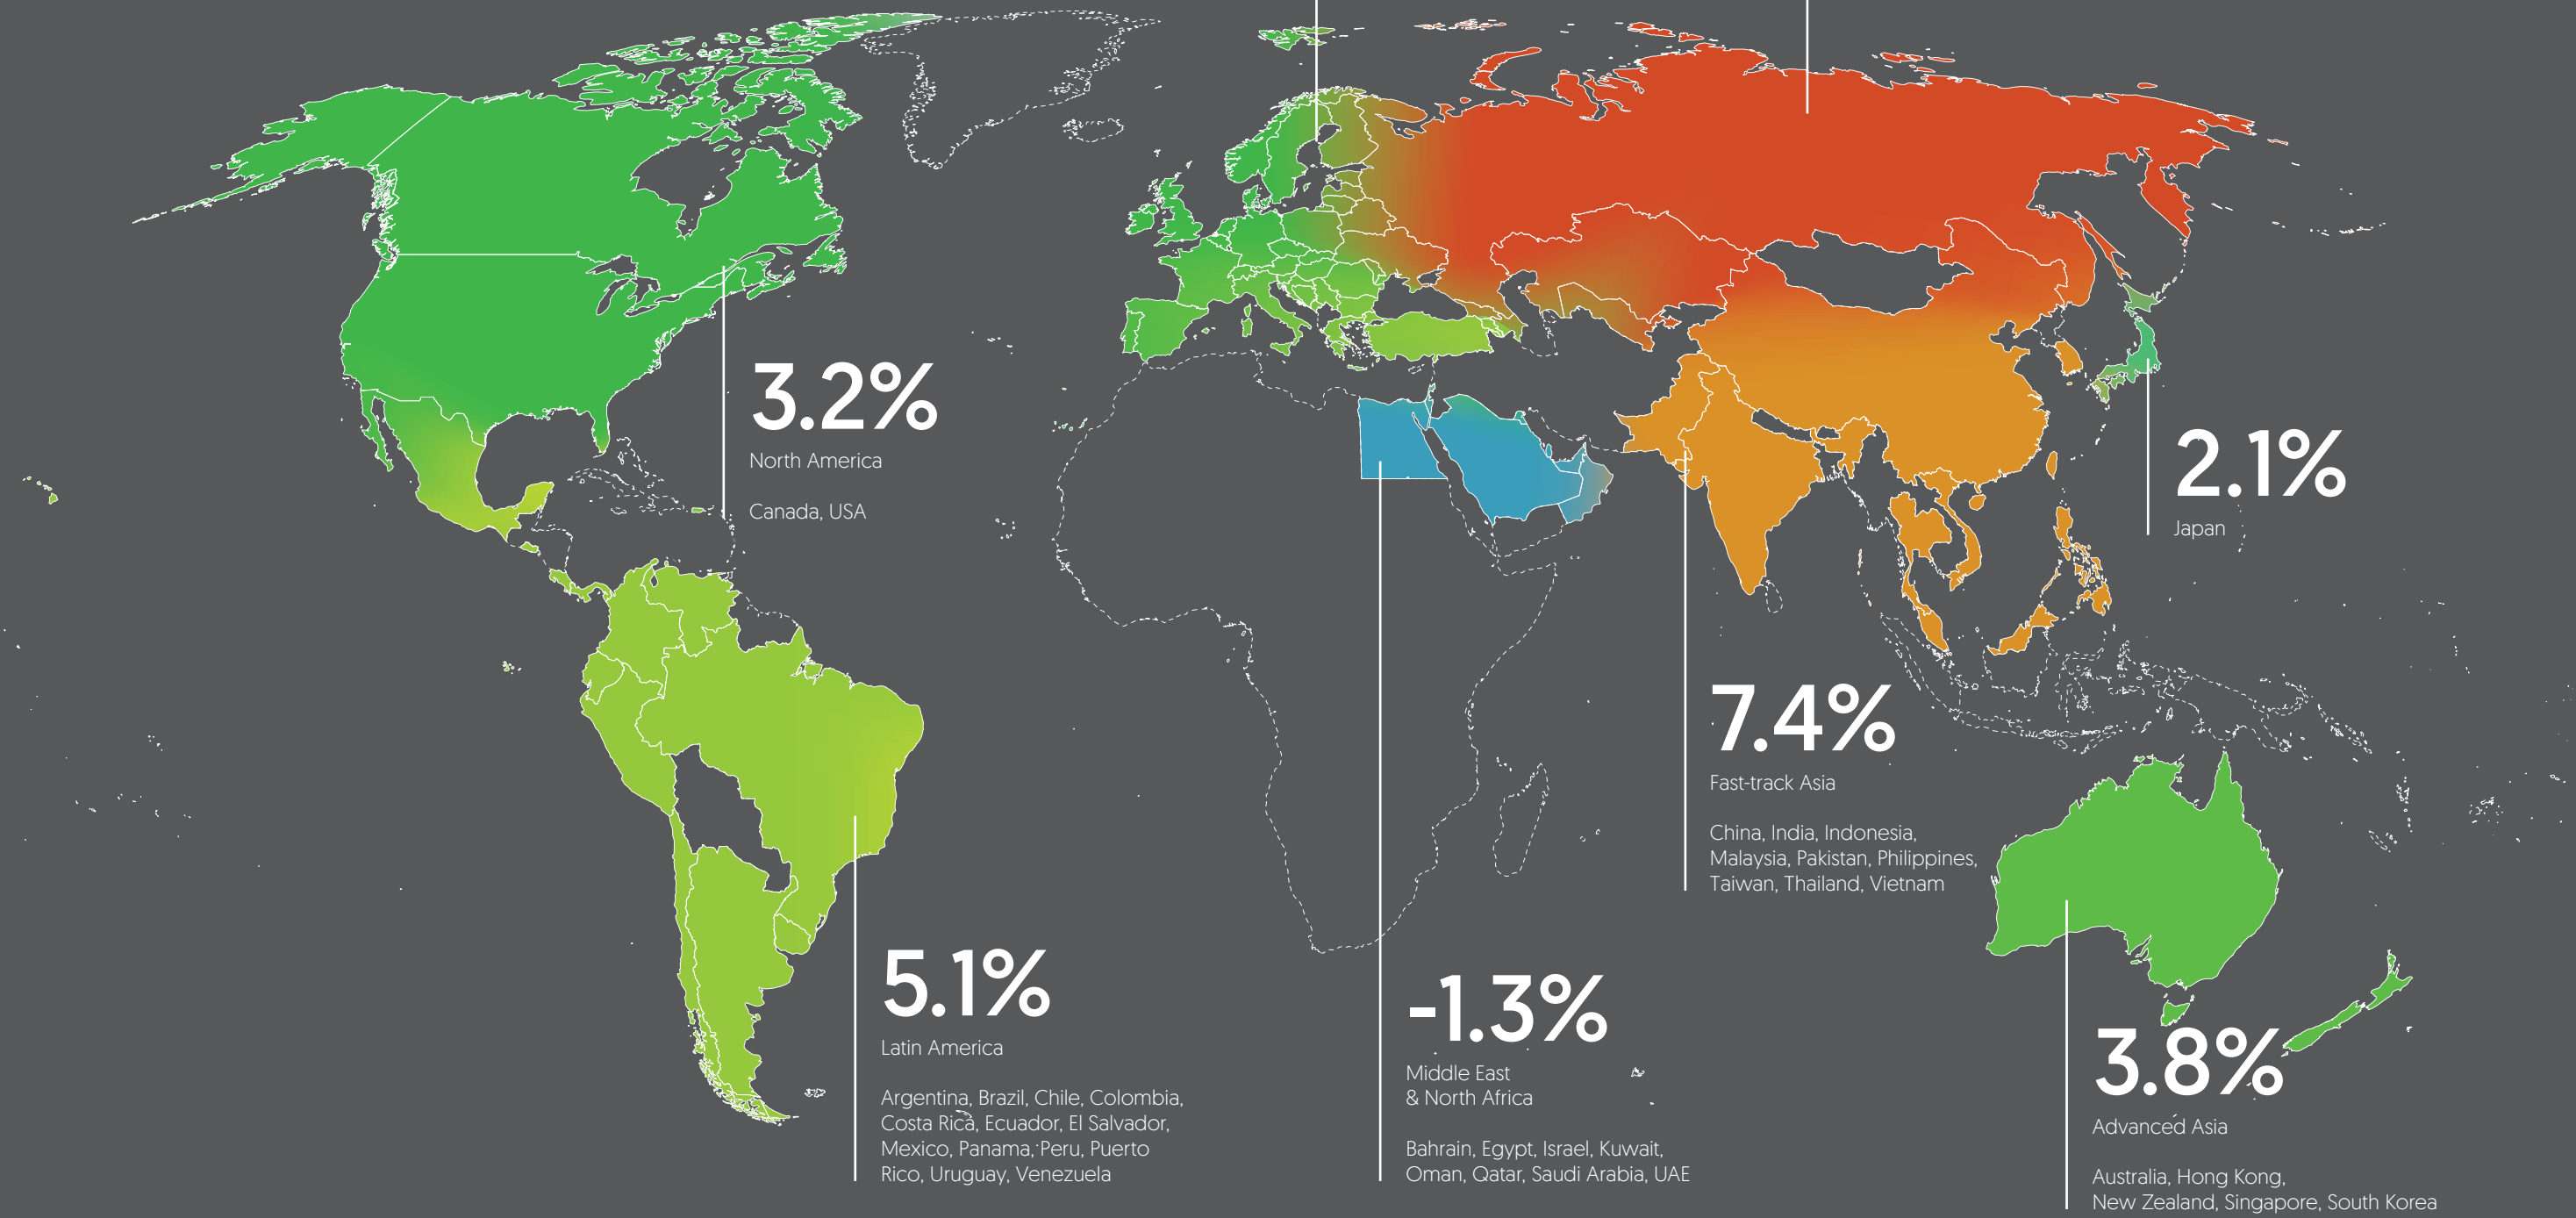 3.2%
North America
Canada, USA
2.1%
Japan
7.4%
Fast-track Asia
China, India, Indonesia,
Malaysia, Pakistan, Philippines,
Taiwan, Thailand, Vietnam
5.1%
Latin America
Argentina, Brazil, Chile, Colombia,
Costa Rica, Ecuador, El Salvador,
Mexico, Panama, Peru, Puerto
Rico, Uruguay, Venezuela
-1.3%
Middle East
& North Africa
Bahrain, Egypt, Israel, Kuwait,
Oman, Qatar, Saudi Arabia, UAE
3.8%
Advanced Asia
Australia, Hong Kong,
New Zealand, Singapore, South Korea